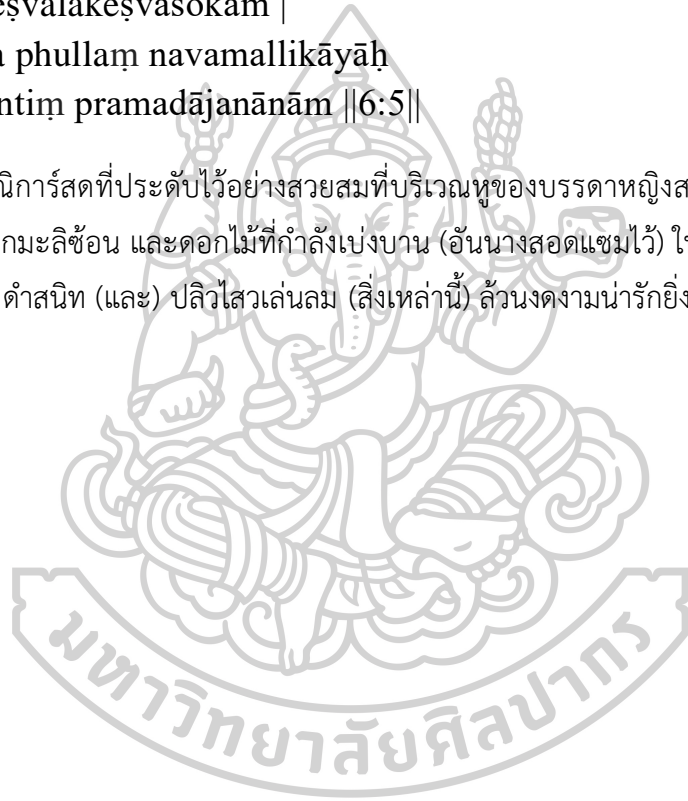 eṣvalakeṣvaśokam |
phullaṃ navamallikāyāḥ
ntiṃ pramadājanānām ||6:5||
ณิการ์สดที่ประดับไว้อย่างสวยสมที่บริเวณหูของบรรดาหญิงส
กมะลิซ้อน และดอกไม้ที่กำลังเบ่งบาน (อันนางสอดแซมไว้) ใ
ดำสนิท (และ) ปลิวไสวเล่นลม (สิ่งเหล่านี้) ล้วนงดงามน่ารักยิ่ง
มหาวิทยาลัยศิลปากร